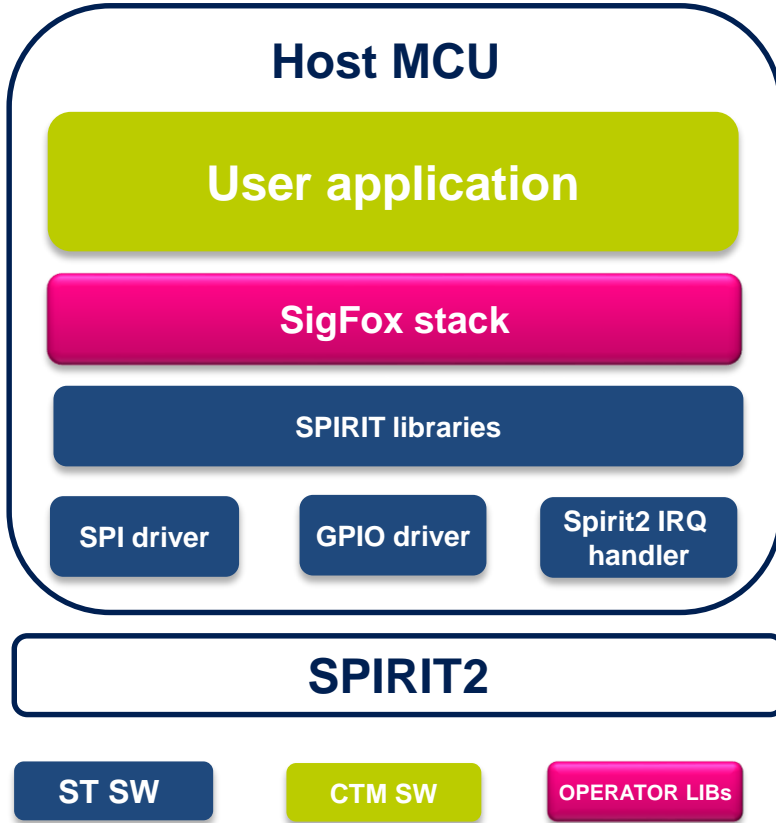 Host MCU
User application
SigFox stack
SPIRIT libraries
SPI driver
GPIO driver
Spirit2 IRQ
handler
SPIRIT2
ST SW
CTM SW
OPERATOR LIBs